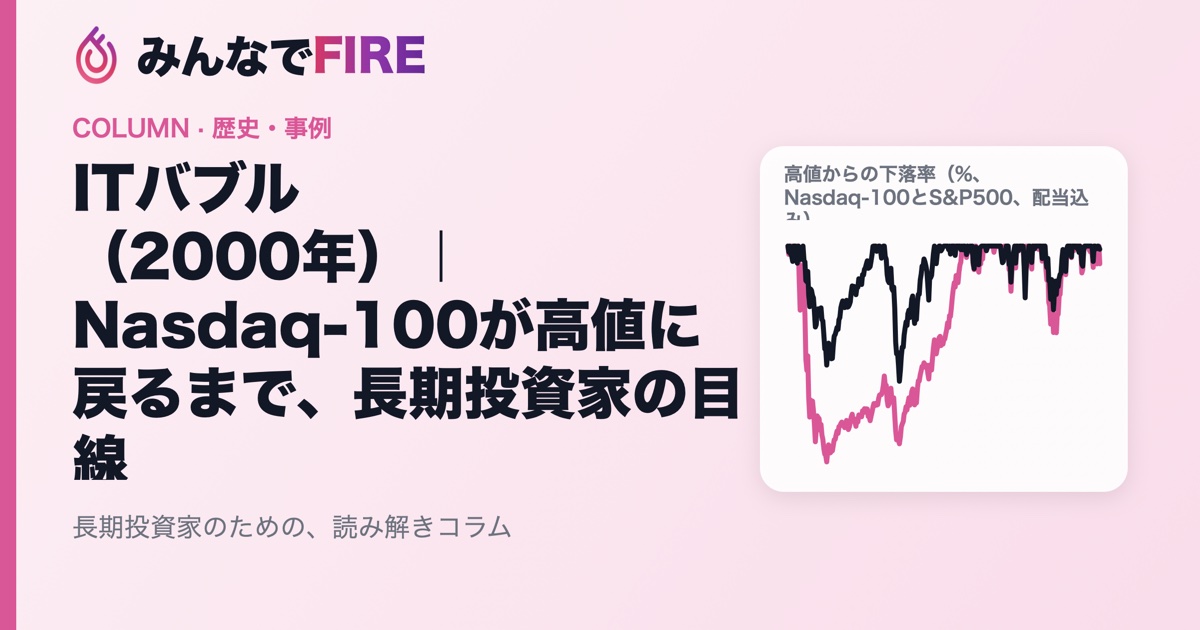 みんなでFIRE
COLUMN · 歴史・事例
ITバブル
（2000年）｜
Nasdaq-100が高値に
戻るまで、長期投資家の目
線
長期投資家のための、読み解きコラム
高値からの下落率（%、
Nasdaq-100とS&P500、配当込
み）